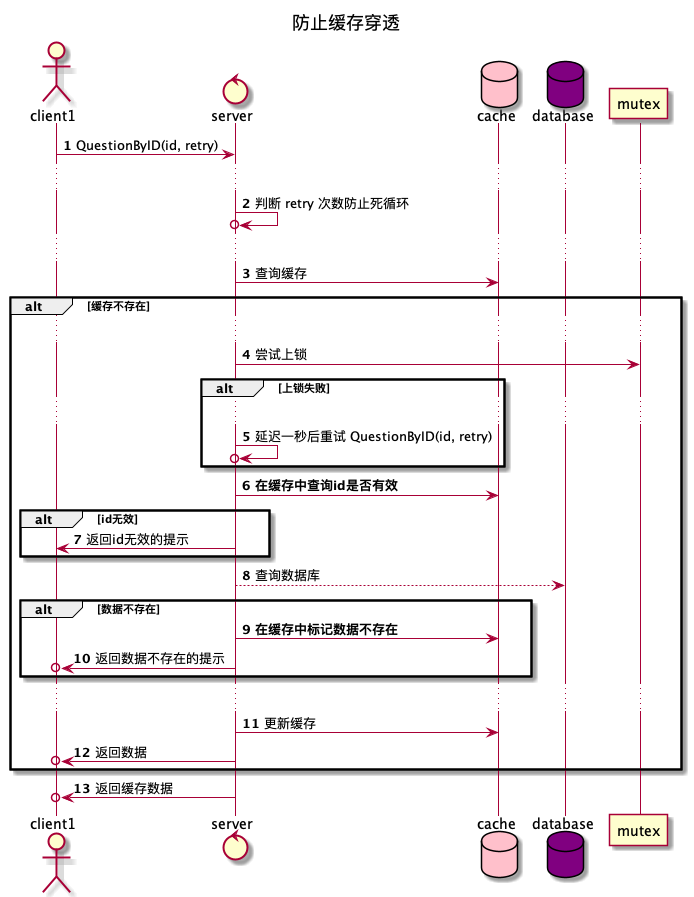 防止缓存穿透
client1 server cache database mutex
1 QuestionByID(id, retry)
2 判断 retry 次数防止死循环
3 查询缓存
alt [缓存不存在]
4 尝试上锁
alt [上锁失败]
5 延迟一秒后重试 QuestionByID(id, retry)
6 在缓存中查询id是否有效
alt [id无效]
7 返回id无效的提示
8 查询数据库
alt [数据不存在]
9 在缓存中标记数据不存在
10 返回数据不存在的提示
11 更新缓存
12 返回数据
13 返回缓存数据
client1 server cache database mutex